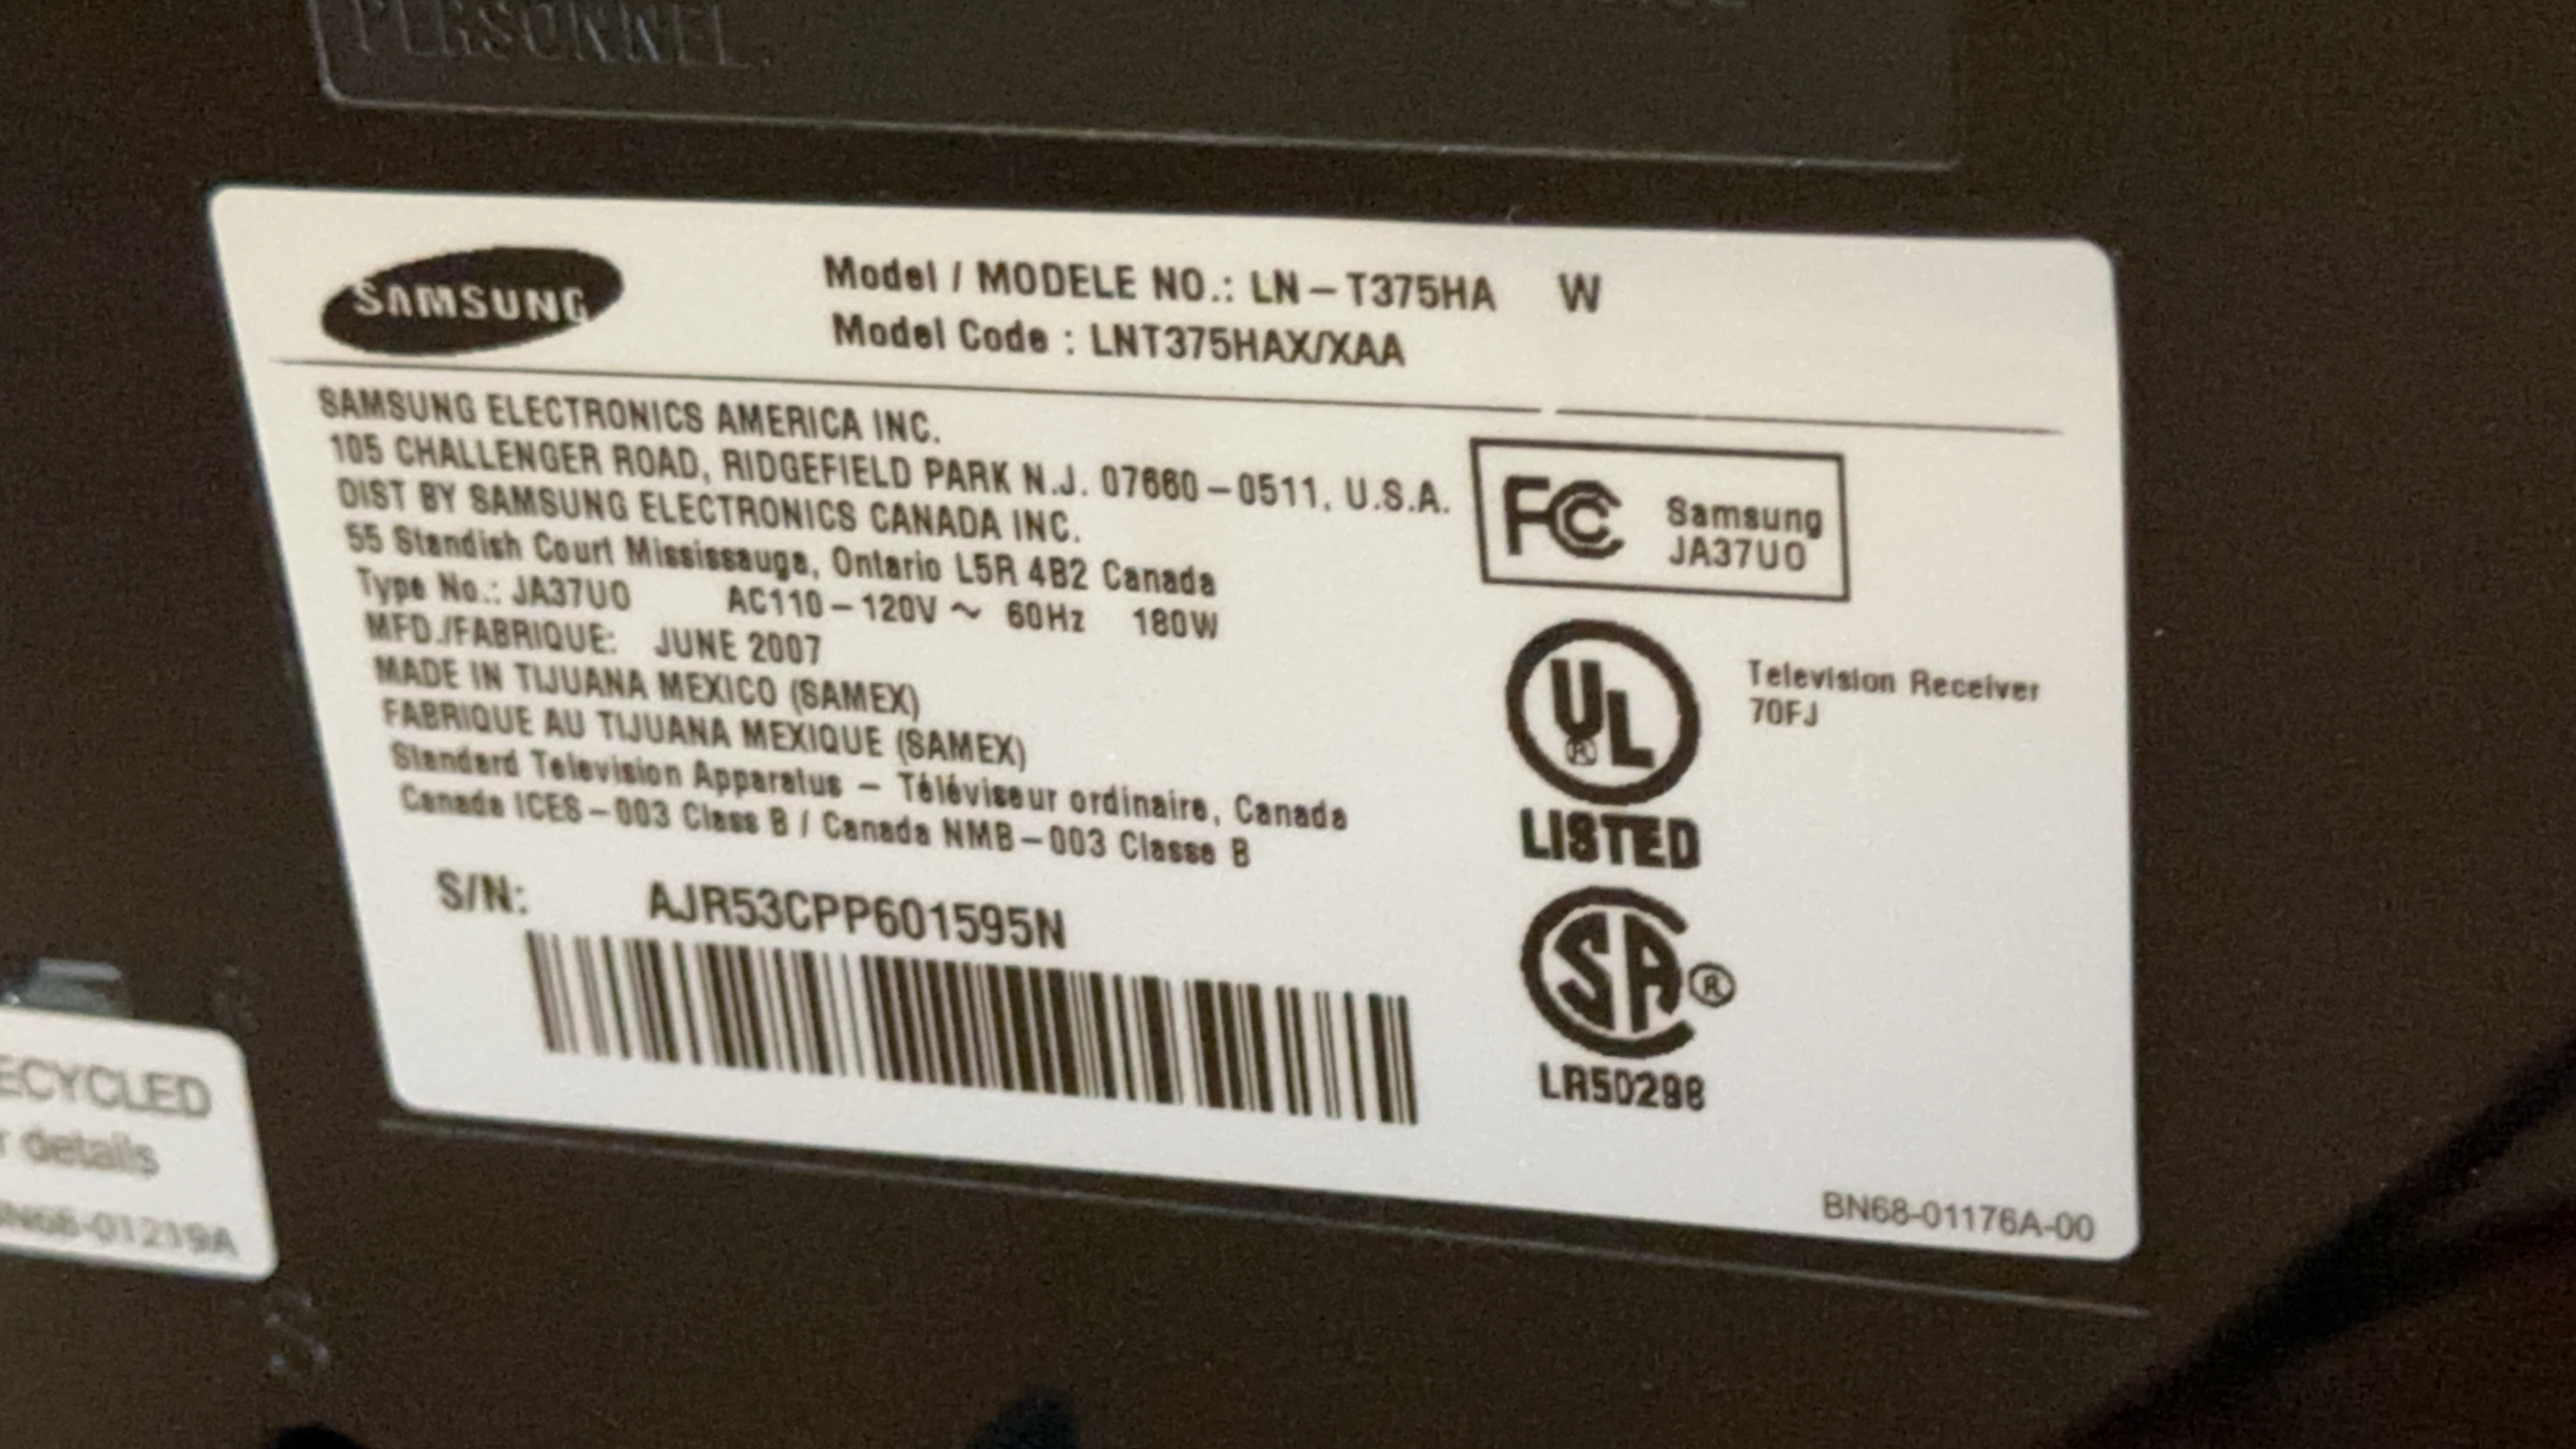 PERSONNEL.
SAMSUNG
Model / MODELE NO.: LN-T375HA W
Model Code : LNT375HAX/XAA
SAMSUNG ELECTRONICS AMERICA INC.
105 CHALLENGER ROAD, RIDGEFIELD PARK N.J. 07660-0511, U.S.A.
DIST BY SAMSUNG ELECTRONICS CANADA INC.
55 Standish Court Mississauga, Ontario L5R 4B2 Canada
Type No.: JA37U0 AC110-120V ~ 60Hz 180W
MFD./FABRIQUE: JUNE 2007
MADE IN TIJUANA MEXICO (SAMEX)
FABRIQUE AU TIJUANA MEXIQUE (SAMEX)
Standard Television Apparatus – Téléviseur ordinaire, Canada
Canada ICES-003 Class B / Canada NMB-003 Classe B
S/N: AJR53CPP601595N
FC Samsung
JA37U0
UL ®
LISTED
Television Receiver
70FJ
SA ®
LR50298
BN68-01176A-00
ECYCLED
r details
N68-01219A